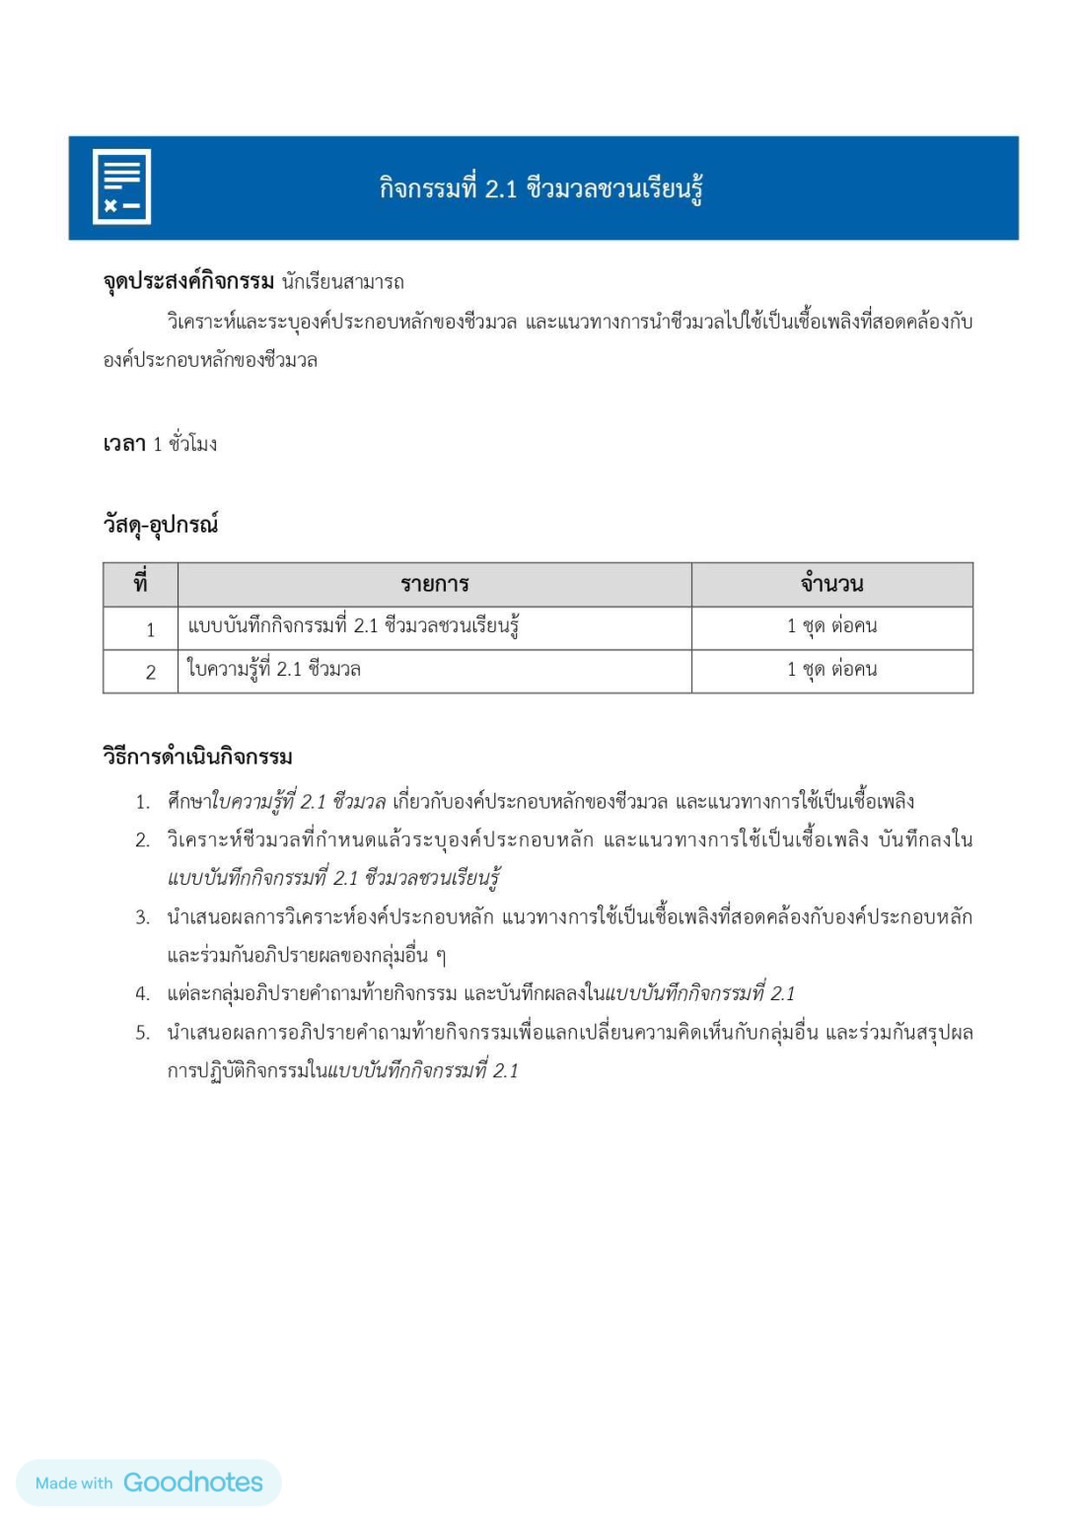 กิจกรรมที่ 2.1 ชีวมวลชวนเรียนรู้
จุดประสงค์กิจกรรม นักเรียนสามารถ
วิเคราะห์และระบุองค์ประกอบหลักของชีวมวล และแนวทางการนำชีวมวลไปใช้เป็นเชื้อเพลิงที่สอดคล้องกับ
องค์ประกอบหลักของชีวมวล
เวลา 1 ชั่วโมง
วัสดุ-อุปกรณ์
ที่ รายการ จำนวน
1 แบบบันทึกกิจกรรมที่ 2.1 ชีวมวลชวนเรียนรู้ 1 ชุด ต่อคน
2 ใบความรู้ที่ 2.1 ชีวมวล 1 ชุด ต่อคน
วิธีการดำเนินกิจกรรม
1. ศึกษาใบความรู้ที่ 2.1 ชีวมวล เกี่ยวกับองค์ประกอบหลักของชีวมวล และแนวทางการใช้เป็นเชื้อเพลิง
2. วิเคราะห์ชีวมวลที่กำหนดแล้วระบุองค์ประกอบหลัก และแนวทางการใช้เป็นเชื้อเพลิง บันทึกลงใน
แบบบันทึกกิจกรรมที่ 2.1 ชีวมวลชวนเรียนรู้
3. นำเสนอผลการวิเคราะห์องค์ประกอบหลัก แนวทางการใช้เป็นเชื้อเพลิงที่สอดคล้องกับองค์ประกอบหลัก
และร่วมกันอภิปรายผลของกลุ่มอื่น ๆ
4. แต่ละกลุ่มอภิปรายคำถามท้ายกิจกรรม และบันทึกผลลงในแบบบันทึกกิจกรรมที่ 2.1
5. นำเสนอผลการอภิปรายคำถามท้ายกิจกรรมเพื่อแลกเปลี่ยนความคิดเห็นกับกลุ่มอื่น และร่วมกันสรุปผล
การปฏิบัติกิจกรรมในแบบบันทึกกิจกรรมที่ 2.1
Made with Goodnotes